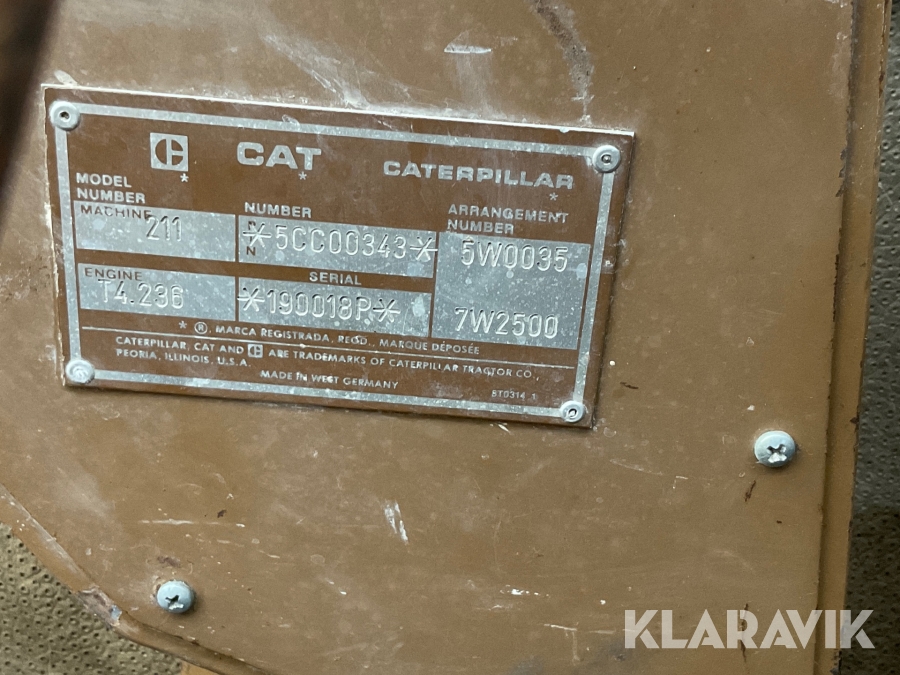 CAT CATERPILLAR
* *
MODEL NUMBER NUMBER ARRANGEMENT NUMBER
MACHINE 211 *5CC00343* 5W0035
SERIAL
ENGINE T4.236 *190018P* 7W2500
* ®, MARCA REGISTRADA, REGD., MARQUE DÉPOSÉE
CATERPILLAR, CAT AND ARE TRADEMARKS OF CATERPILLAR TRACTOR CO.,
PEORIA, ILLINOIS, U.S.A.
MADE IN WEST GERMANY
KLARAVIK